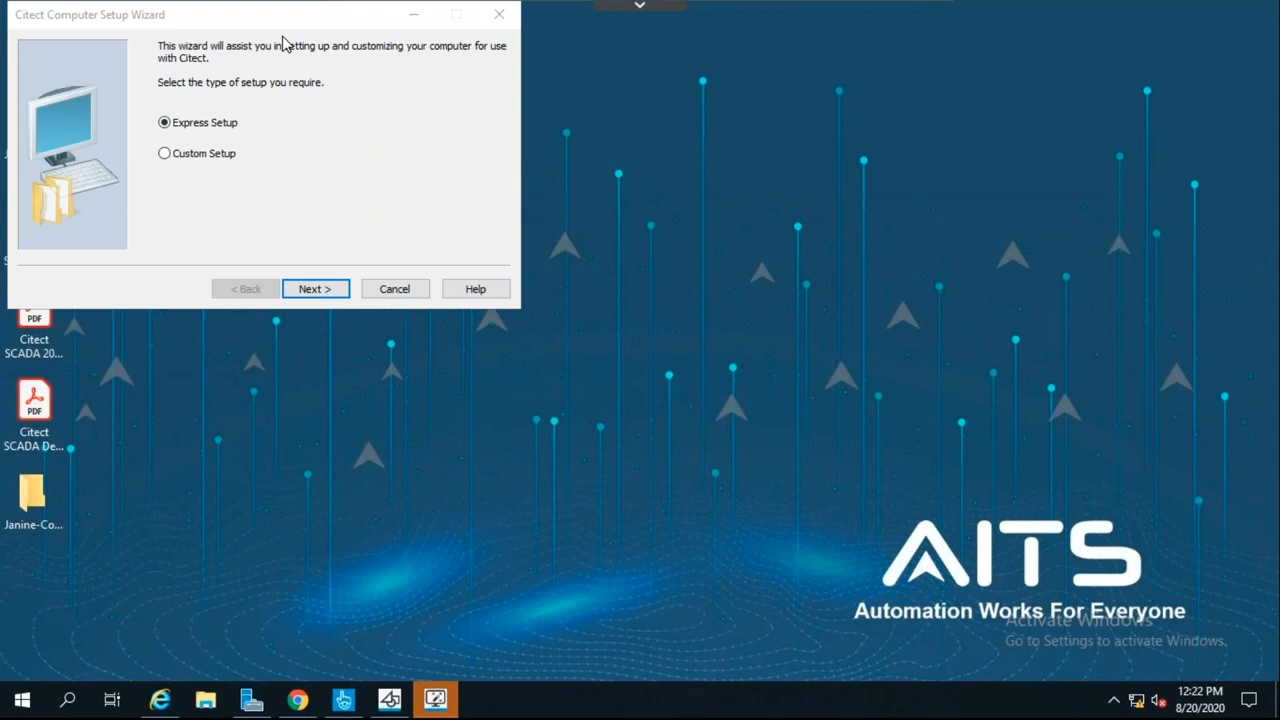 Citect Computer Setup Wizard
This wizard will assist you in setting up and customizing your computer for use
with Citect.
Select the type of setup you require.
Express Setup
Custom Setup
< Back
Next >
Cancel
Help
PDF
Citect
SCADA 20...
PDF
Citect
SCADA De...
Janine-Co...
AITS
Automation Works For Everyone
Activate Windows
Go to Settings to activate Windows.
12:22 PM
8/20/2020